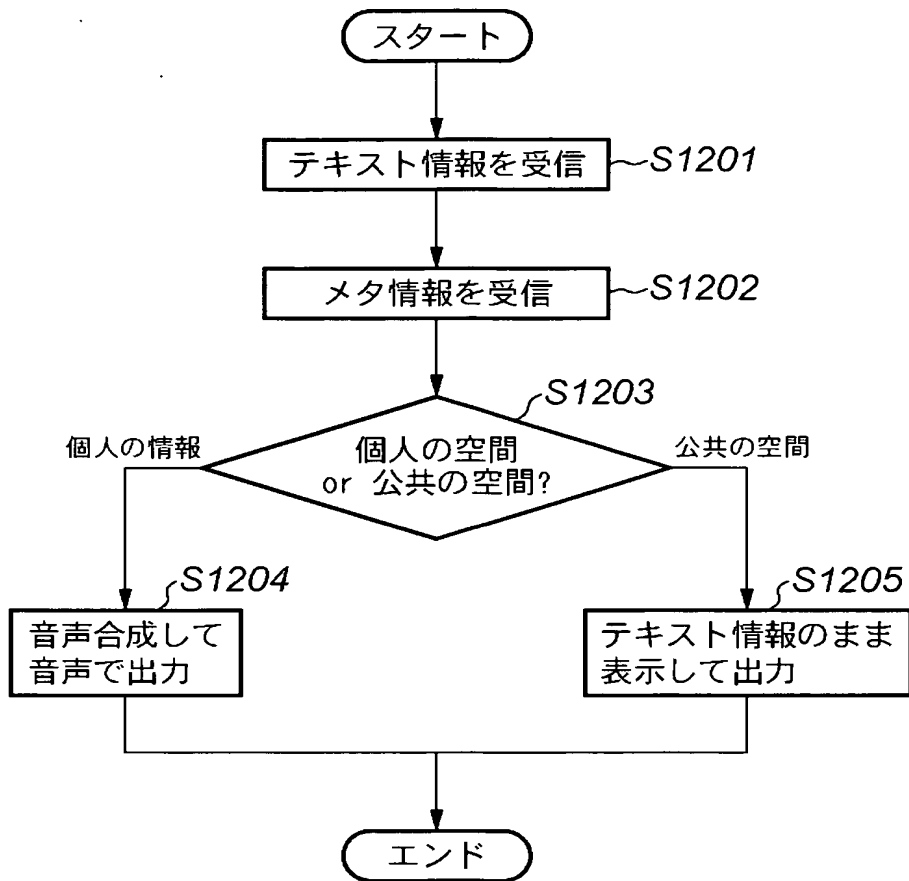 スタート
テキスト情報を受信
S1201
メタ情報を受信
S1202
S1203
個人の情報
個人の空間
or 公共の空間?
公共の空間
S1204
音声合成して
音声で出力
S1205
テキスト情報のまま
表示して出力
エンド